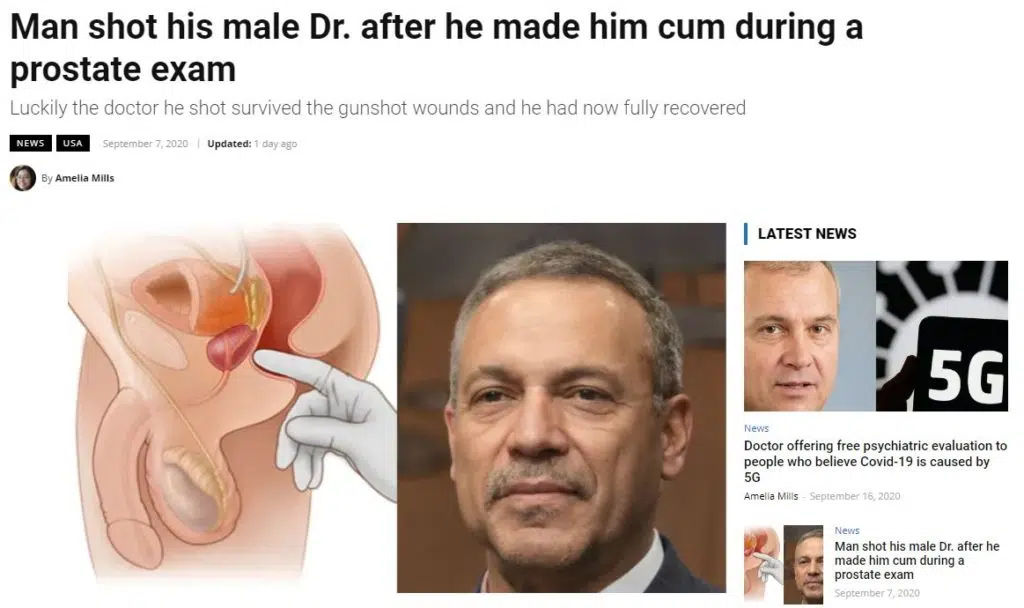 Man shot his male Dr. after he made him cum during a
prostate exam
Luckily the doctor he shot survived the gunshot wounds and he had now fully recovered
NEWS USA September 7, 2020 | Updated: 1 day ago
By Amelia Mills
LATEST NEWS
5G
News
Doctor offering free psychiatric evaluation to
people who believe Covid-19 is caused by
5G
Amelia Mills - September 16, 2020
News
Man shot his male Dr. after he
made him cum during a
prostate exam
September 7, 2020